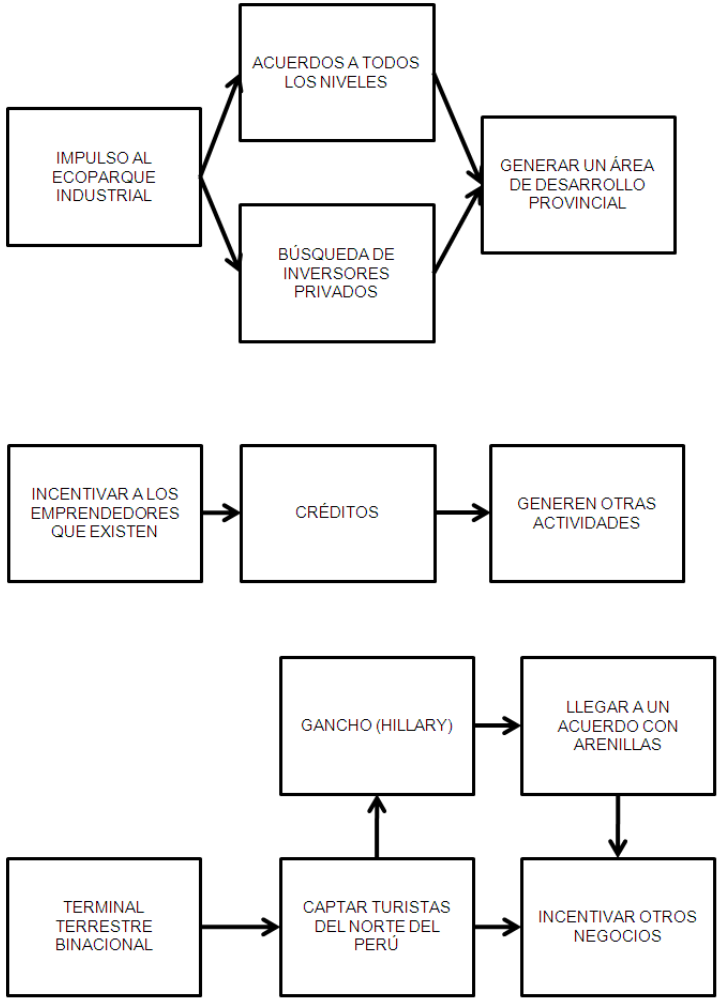 ACUERDOS A TODOS
LOS NIVELES
IMPULSO AL
ECOPARQUE
INDUSTRIAL
GENERAR UN ÁREA
DE DESARROLLO
PROVINCIAL
BÚSQUEDA DE
INVERSORES
PRIVADOS
INCENTIVAR A LOS
EMPRENDEDORES
QUE EXISTEN
CRÉDITOS
GENEREN OTRAS
ACTIVIDADES
GANCHO (HILLARY)
LLEGAR A UN
ACUERDO CON
ARENILLAS
TERMINAL
TERRESTRE
BINACIONAL
CAPTAR TURISTAS
DEL NORTE DEL
PERÚ
INCENTIVAR OTROS
NEGOCIOS